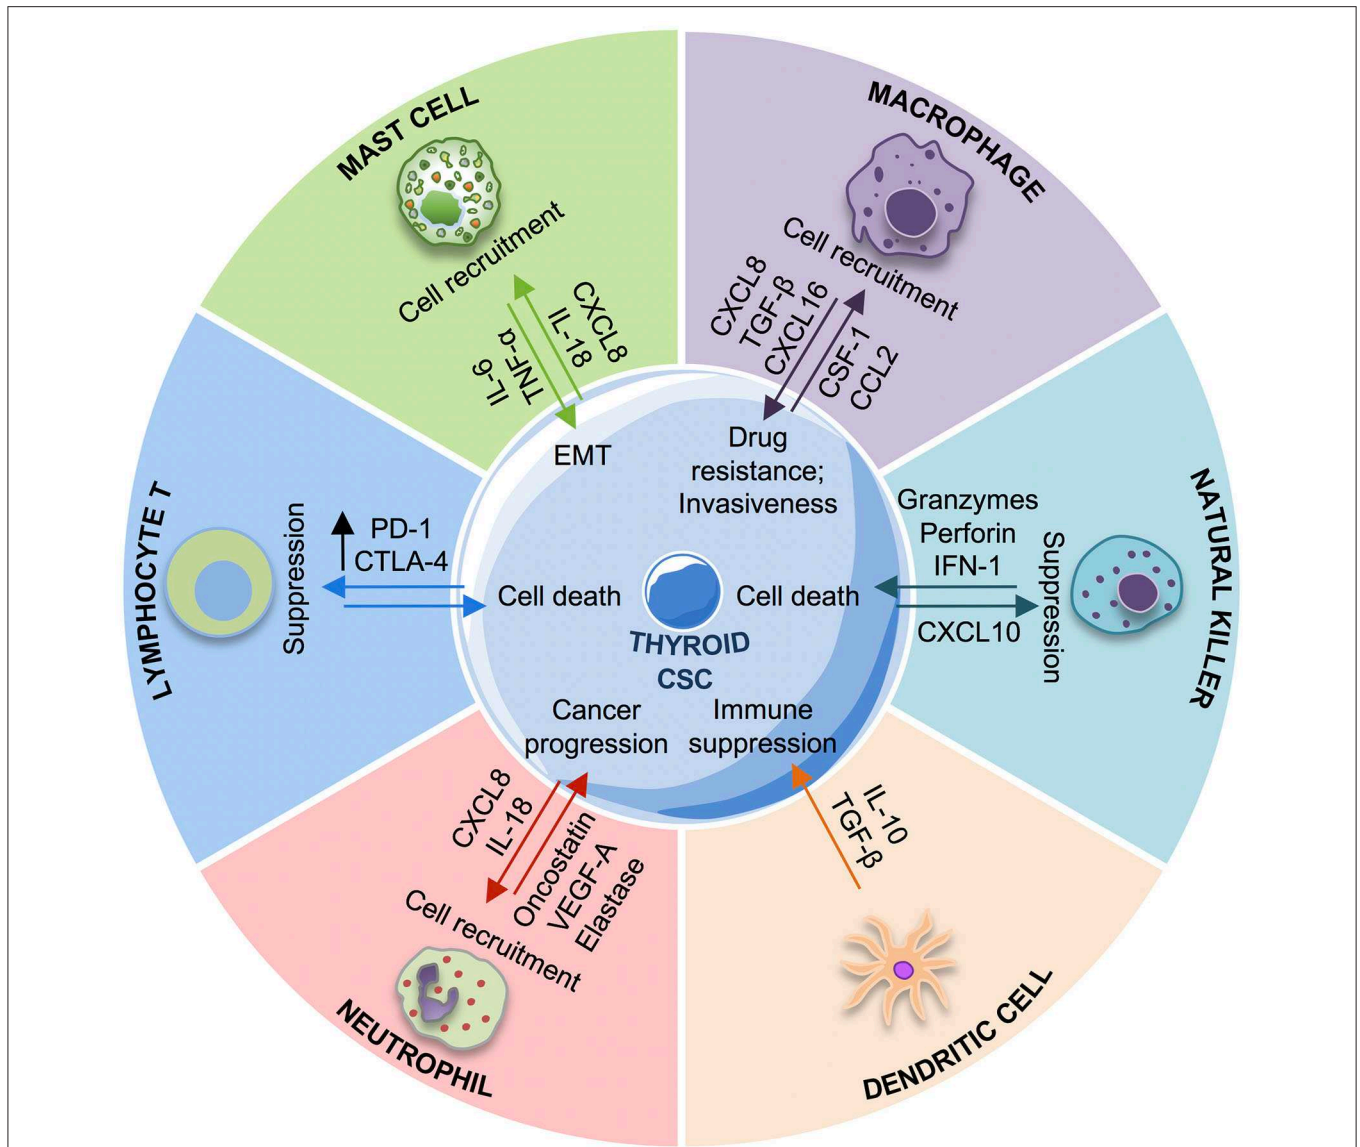 MAST CELL
Cell recruitment
CXCL8
IL-18
TNF-α
IL-6
EMT
MACROPHAGE
Cell recruitment
CXCL8
TGF-β
CXCL16
CSF-1
CCL2
Drug
resistance;
Invasiveness
NATURAL KILLER
Granzymes
Perforin
IFN-1
CXCL10
Suppression
Cell death
LYMPHOCYTE T
Suppression
PD-1
CTLA-4
Cell death
THYROID
CSC
Cancer
progression
Immune
suppression
NEUTROPHIL
Cell recruitment
CXCL8
IL-18
Oncostatin
VEGF-A
Elastase
DENDRITIC CELL
IL-10
TGF-β